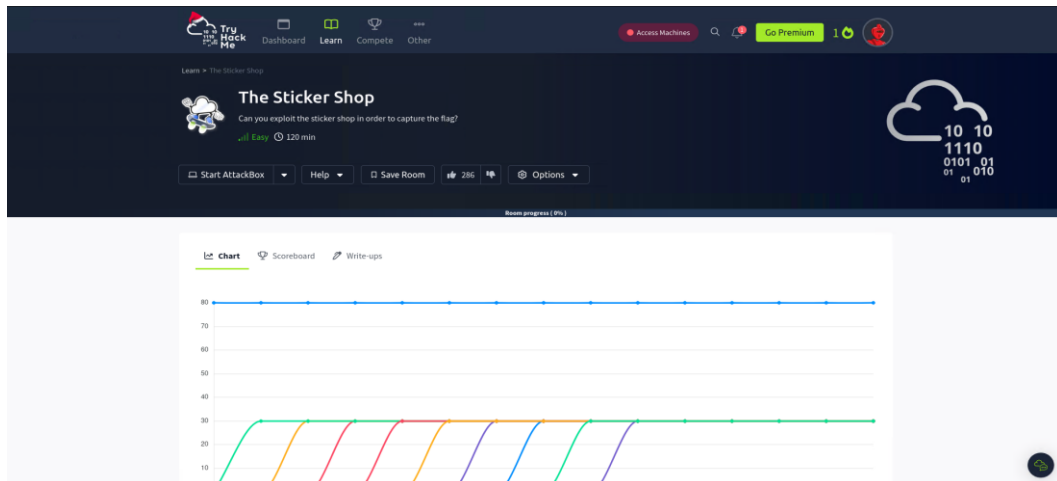 Try
Hack
Me
Dashboard Learn Compete Other
Access Machines
Go Premium 1
Learn > The Sticker Shop
The Sticker Shop
Can you exploit the sticker shop in order to capture the flag?
Easy 120 min
Start AttackBox Help Save Room 286 Options
10 10
1110
0101 01
01 010
01
Room progress ( 0% )
Chart Scoreboard Write-ups
80
70
60
50
40
30
20
10